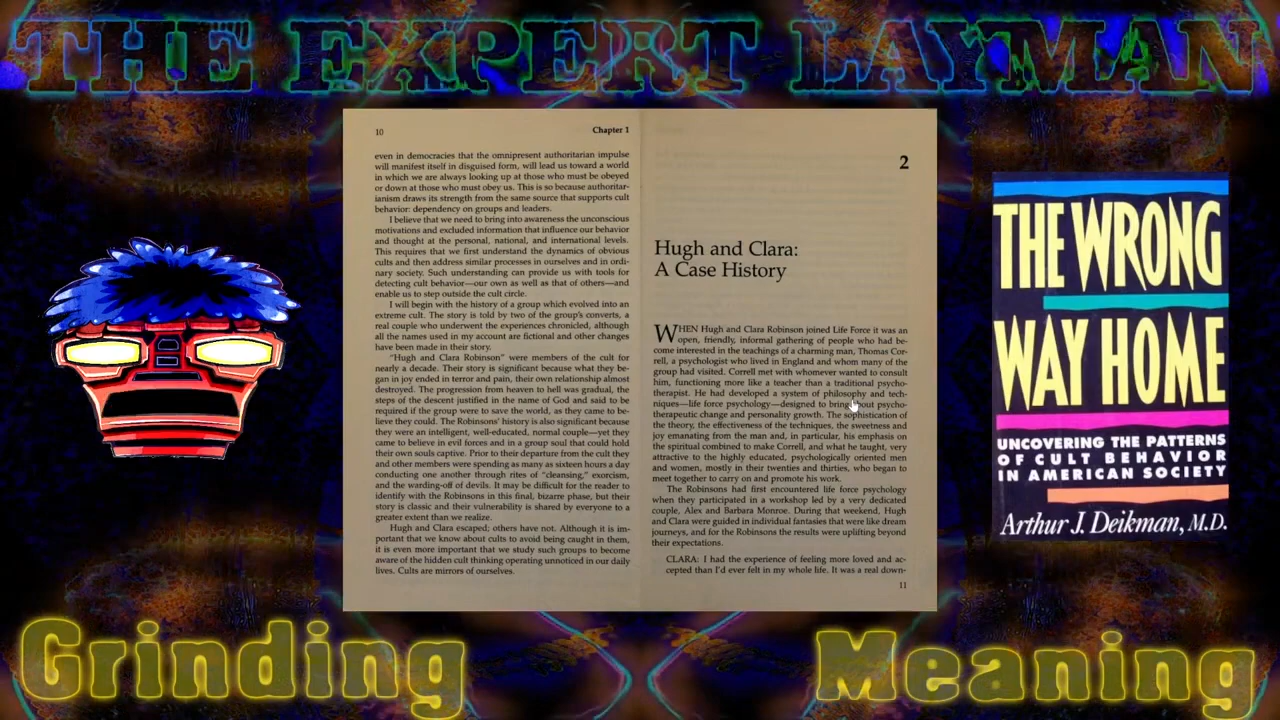 THE EXPERT LAYMAN
10
Chapter 1
even in democracies that the omnipresent authoritarian impulse
will manifest itself in disguised form, will lead us toward a world
in which we are always looking up at those who must be obeyed
or down at those who must obey us. This is so because authoritar-
ianism draws its strength from the same source that supports cult
behavior: dependency on groups and leaders.
I believe that we need to bring into awareness the unconscious
motivations and excluded information that influence our behavior
and thought at the personal, national, and international levels.
This requires that we first understand the dynamics of obvious
cults and then address similar processes in ourselves and in ordi-
nary society. Such understanding can provide us with tools for
detecting cult behavior—our own as well as that of others—and
enable us to step outside the cult circle.
I will begin with the history of a group which evolved into an
extreme cult. The story is told by two of the group's converts, a
real couple who underwent the experiences chronicled, although
all the names used in my account are fictional and other changes
have been made in their story.
"Hugh and Clara Robinson" were members of the cult for
nearly a decade. Their story is significant because what they be-
gan in joy ended in terror and pain, their own relationship almost
destroyed. The progression from heaven to hell was gradual, the
steps of the descent justified in the name of God and said to be
required if the group were to save the world, as they came to be-
lieve they could. The Robinsons' history is also significant because
they were an intelligent, well-educated, normal couple—yet they
came to believe in evil forces and in a group soul that could hold
their own souls captive. Prior to their departure from the cult they
and other members were spending as many as sixteen hours a day
conducting one another through rites of "cleansing," exorcism,
and the warding-off of devils. It may be difficult for the reader to
identify with the Robinsons in this final, bizarre phase, but their
story is classic and their vulnerability is shared by everyone to a
greater extent than we realize.
Hugh and Clara escaped; others have not. Although it is im-
portant that we know about cults to avoid being caught in them,
it is even more important that we study such groups to become
aware of the hidden cult thinking operating unnoticed in our daily
lives. Cults are mirrors of ourselves.
2
Hugh and Clara:
A Case History
WHEN Hugh and Clara Robinson joined Life Force it was an
open, friendly, informal gathering of people who had be-
come interested in the teachings of a charming man, Thomas Cor-
rell, a psychologist who lived in England and whom many of the
group had visited. Correll met with whomever wanted to consult
him, functioning more like a teacher than a traditional psycho-
therapist. He had developed a system of philosophy and tech-
niques—life force psychology—designed to bring about psycho-
therapeutic change and personality growth. The sophistication of
the theory, the effectiveness of the techniques, the sweetness and
joy emanating from the man and, in particular, his emphasis on
the spiritual combined to make Correll, and what he taught, very
attractive to the highly educated, psychologically oriented men
and women, mostly in their twenties and thirties, who began to
meet together to carry on and promote his work.
The Robinsons had first encountered life force psychology
when they participated in a workshop led by a very dedicated
couple, Alex and Barbara Monroe. During that weekend, Hugh
and Clara were guided in individual fantasies that were like dream
journeys, and for the Robinsons the results were uplifting beyond
their expectations.
CLARA: I had the experience of feeling more loved and ac-
cepted than I'd ever felt in my whole life. It was a real down-
11
THE WRONG
WAY HOME
UNCOVERING THE PATTERNS
OF CULT BEHAVIOR
IN AMERICAN SOCIETY
Arthur J. Deikman, M.D.
Grinding
Meaning